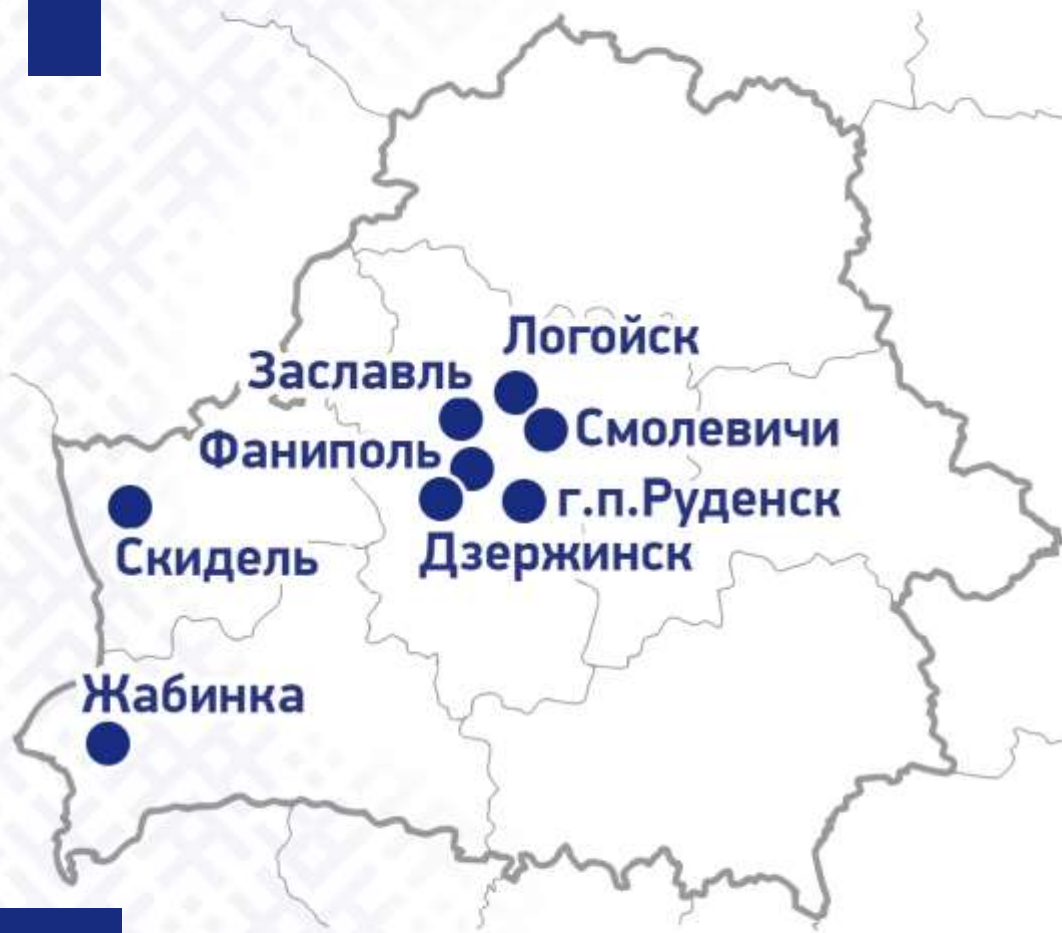 Логойск
Заславль
Смолевичи
Фаниполь
г.п.Руденск
Скидель
Дзержинск
Жабинка